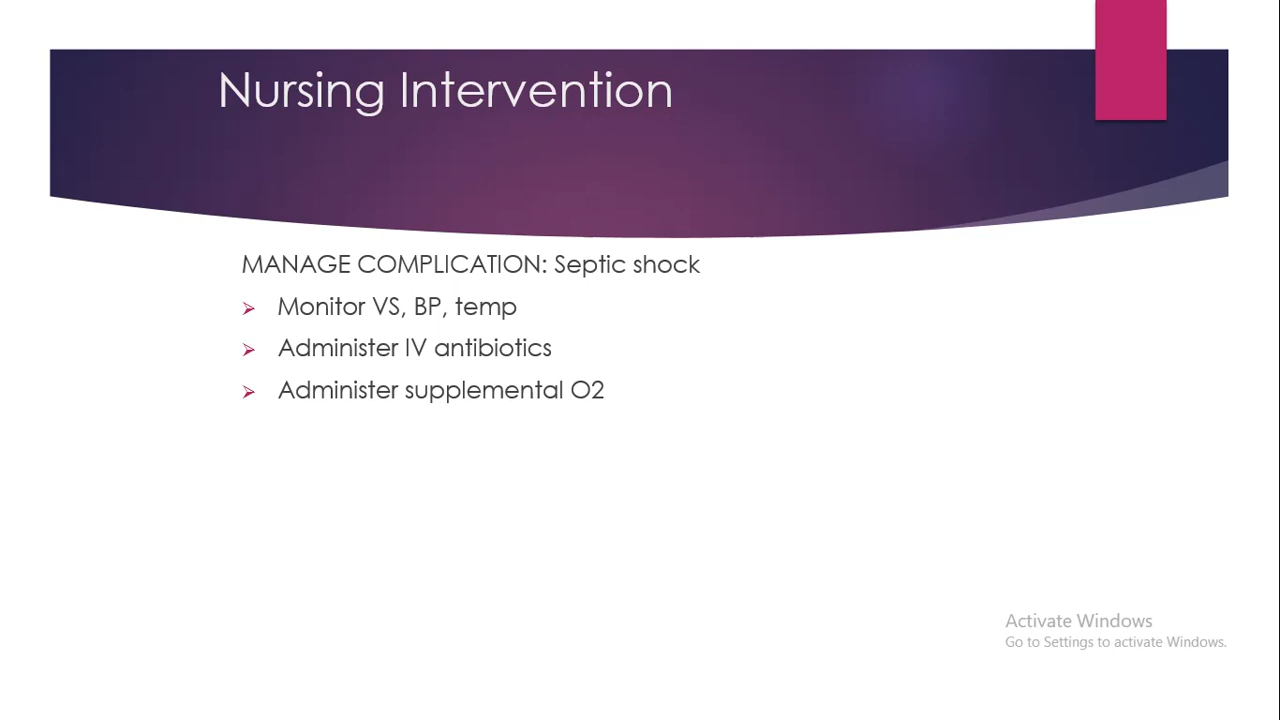 Nursing Intervention
MANAGE COMPLICATION: Septic shock
Monitor VS, BP, temp
Administer IV antibiotics
Administer supplemental O2
Activate Windows
Go to Settings to activate Windows.